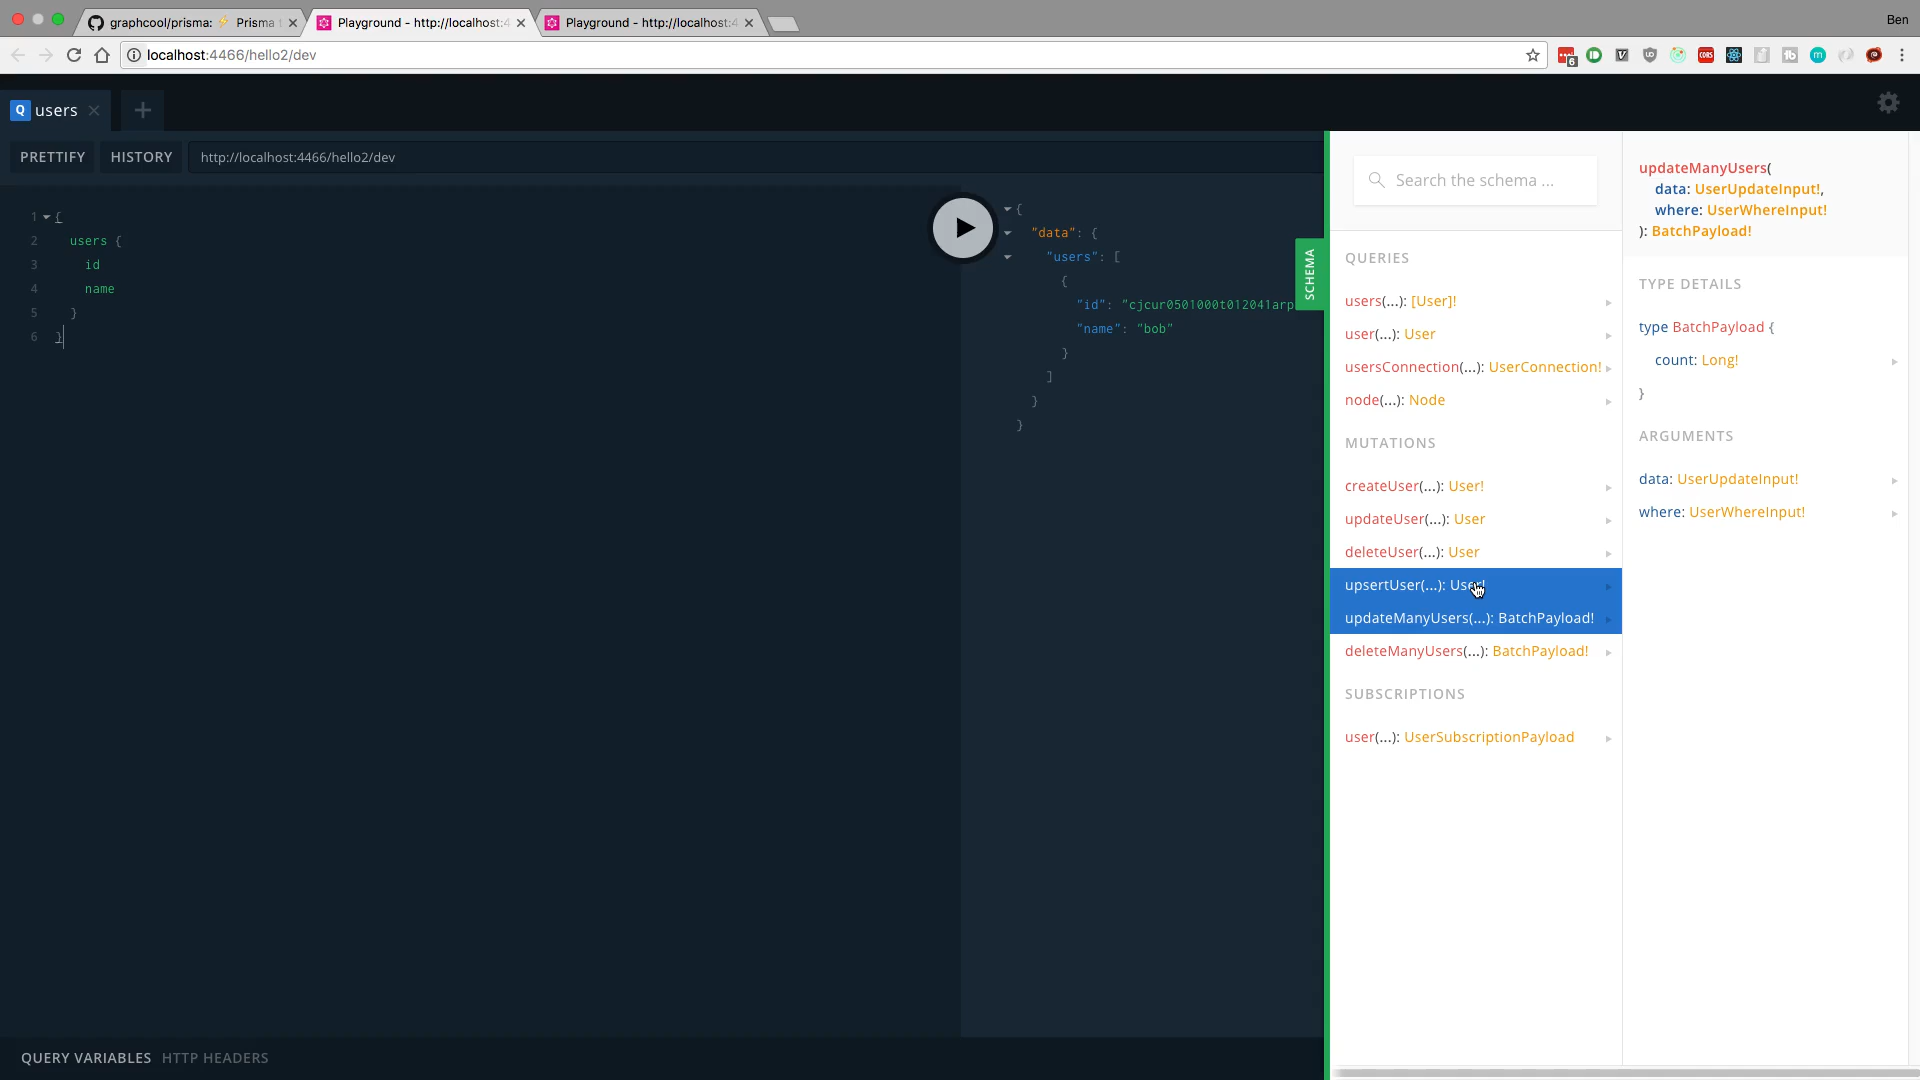 graphcool/prisma: ⚡ Prisma
Playground - http://localhost:4
Playground - http://localhost:4
Ben
localhost:4466/hello2/dev
6
CORS
Q users
PRETTIFY
HISTORY
http://localhost:4466/hello2/dev
1 {
2 users {
3 id
4 name
5 }
6 }
{
"data": {
"users": [
{
"id": "cjcur0501000t012041arp
"name": "bob"
}
]
}
}
SCHEMA
Search the schema ...
QUERIES
users(...): [User]!
user(...): User
usersConnection(...): UserConnection!
node(...): Node
MUTATIONS
createUser(...): User!
updateUser(...): User
deleteUser(...): User
upsertUser(...): User!
updateManyUsers(...): BatchPayload!
deleteManyUsers(...): BatchPayload!
SUBSCRIPTIONS
user(...): UserSubscriptionPayload
updateManyUsers(
data: UserUpdateInput!,
where: UserWhereInput!
): BatchPayload!
TYPE DETAILS
type BatchPayload {
count: Long!
}
ARGUMENTS
data: UserUpdateInput!
where: UserWhereInput!
QUERY VARIABLES
HTTP HEADERS